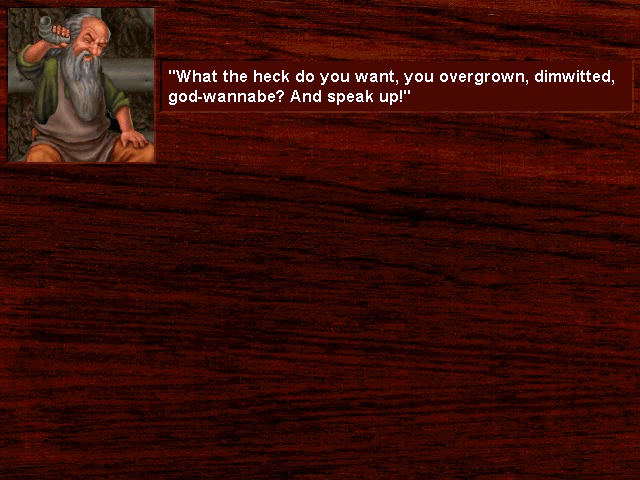 "What the heck do you want, you overgrown, dimwitted,
god-wannabe? And speak up!"